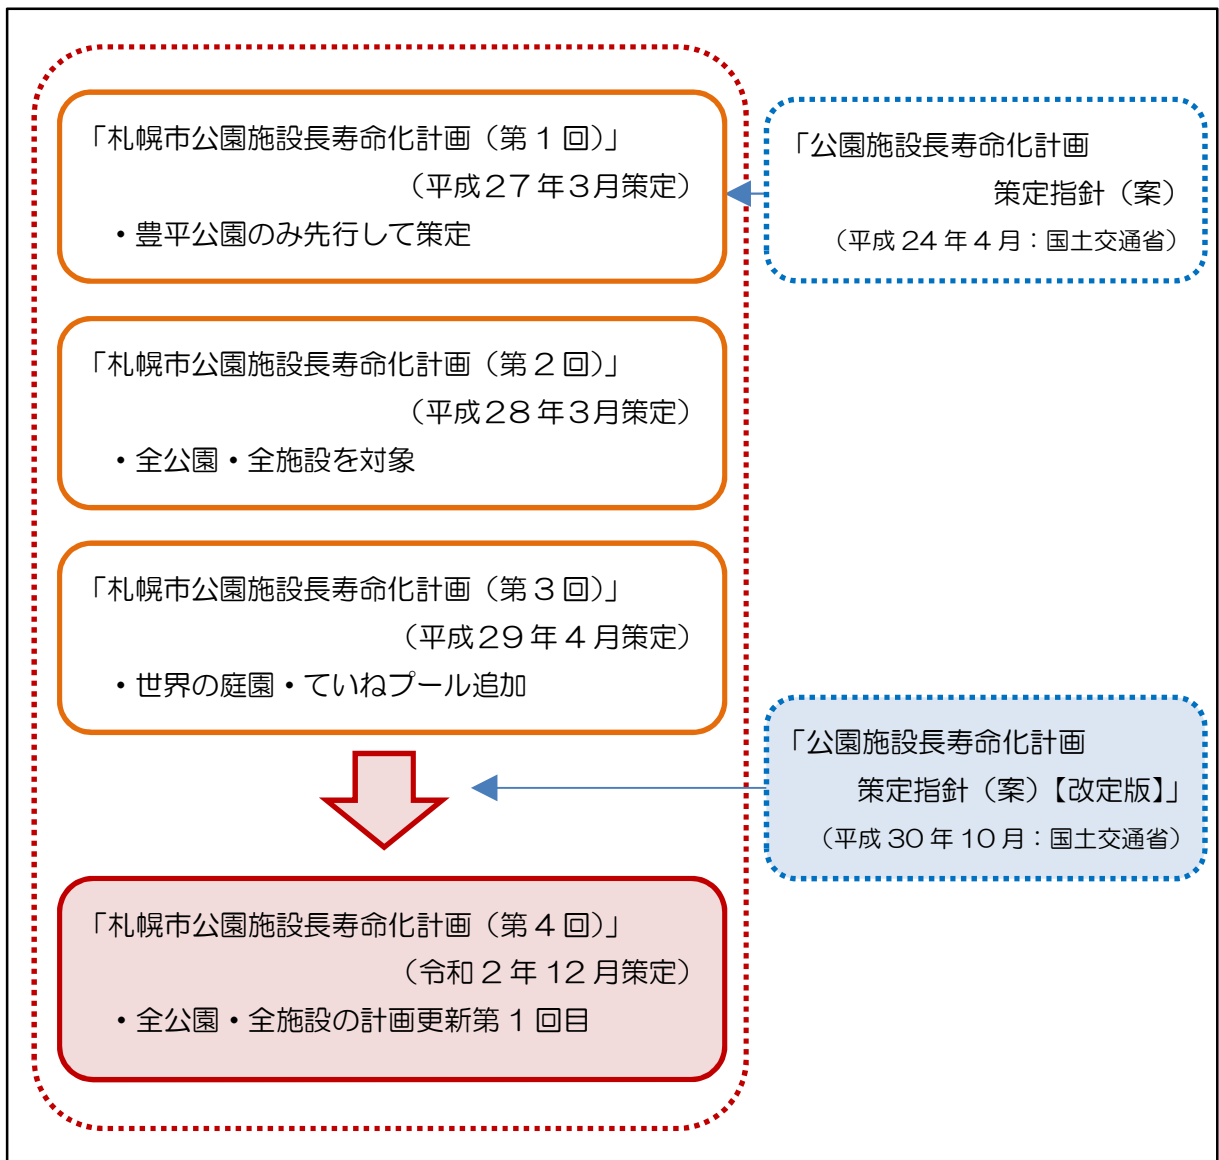 「札幌市公園施設長寿命化計画（第１回）」
（平成２７年３月策定）
・豊平公園のみ先行して策定
「公園施設長寿命化計画
策定指針（案）
（平成 24 年 4 月：国土交通省）
「札幌市公園施設長寿命化計画（第２回）」
（平成２８年３月策定）
・全公園・全施設を対象
「札幌市公園施設長寿命化計画（第３回）」
（平成２９年４月策定）
・世界の庭園・ていねプール追加
「公園施設長寿命化計画
策定指針（案）【改定版】」
（平成 30 年 10 月：国土交通省）
「札幌市公園施設長寿命化計画（第４回）」
（令和２年 12 月策定）
・全公園・全施設の計画更新第１回目